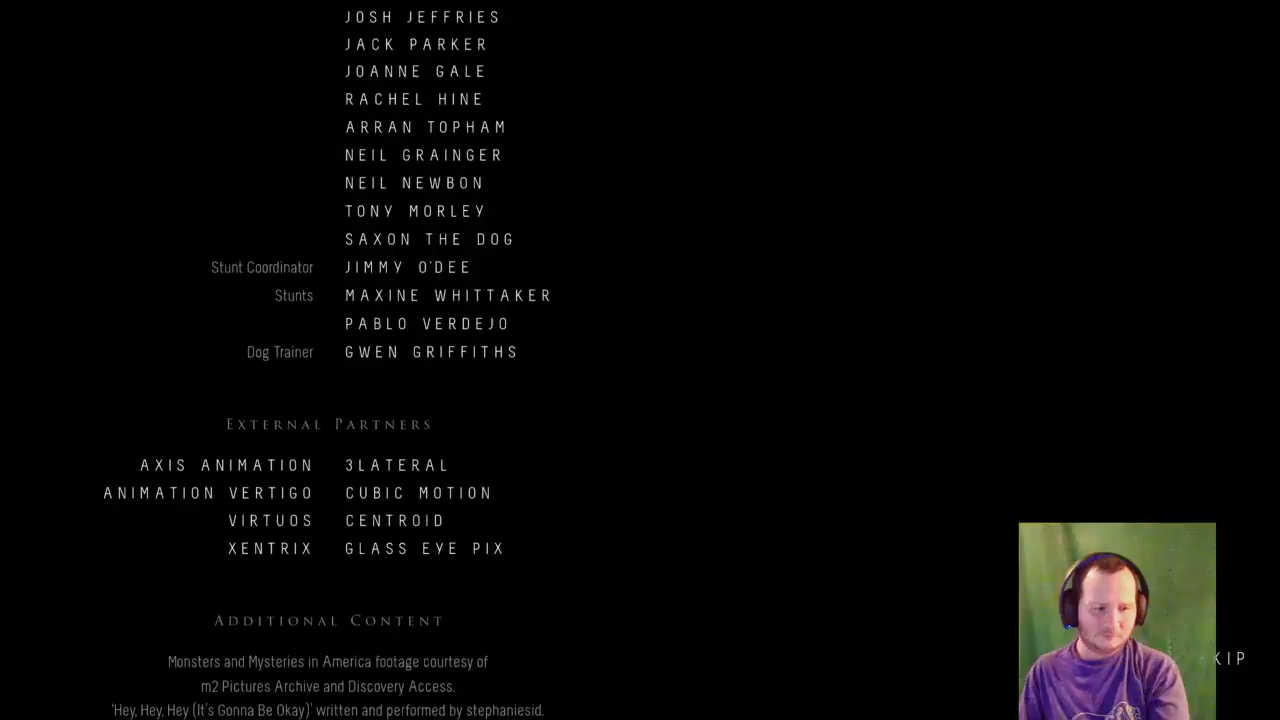 JOSH JEFFRIES
JACK PARKER
JOANNE GALE
RACHEL HINE
ARRAN TOPHAM
NEIL GRAINGER
NEIL NEWBON
TONY MORLEY
SAXON THE DOG
Stunt Coordinator JIMMY O'DEE
Stunts MAXINE WHITTAKER
PABLO VERDEJO
Dog Trainer GWEN GRIFFITHS
EXTERNAL PARTNERS
AXIS ANIMATION 3LATERAL
ANIMATION VERTIGO CUBIC MOTION
VIRTUOS CENTROID
XENTRIX GLASS EYE PIX
ADDITIONAL CONTENT
Monsters and Mysteries in America footage courtesy of
m2 Pictures Archive and Discovery Access.
'Hey, Hey, Hey (It's Gonna Be Okay)' written and performed by stephaniesid.
KIP